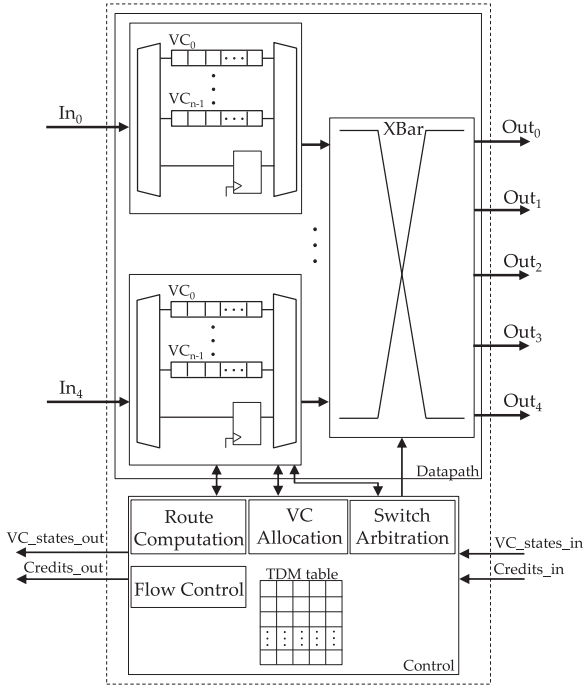 VC0
VCn-1
In0
XBar
Out0
Out1
Out2
Out3
Out4
VC0
VCn-1
In4
Datapath
Route Computation
VC Allocation
Switch Arbitration
VC_states_out
VC_states_in
Credits_out
Credits_in
Flow Control
TDM table
Control